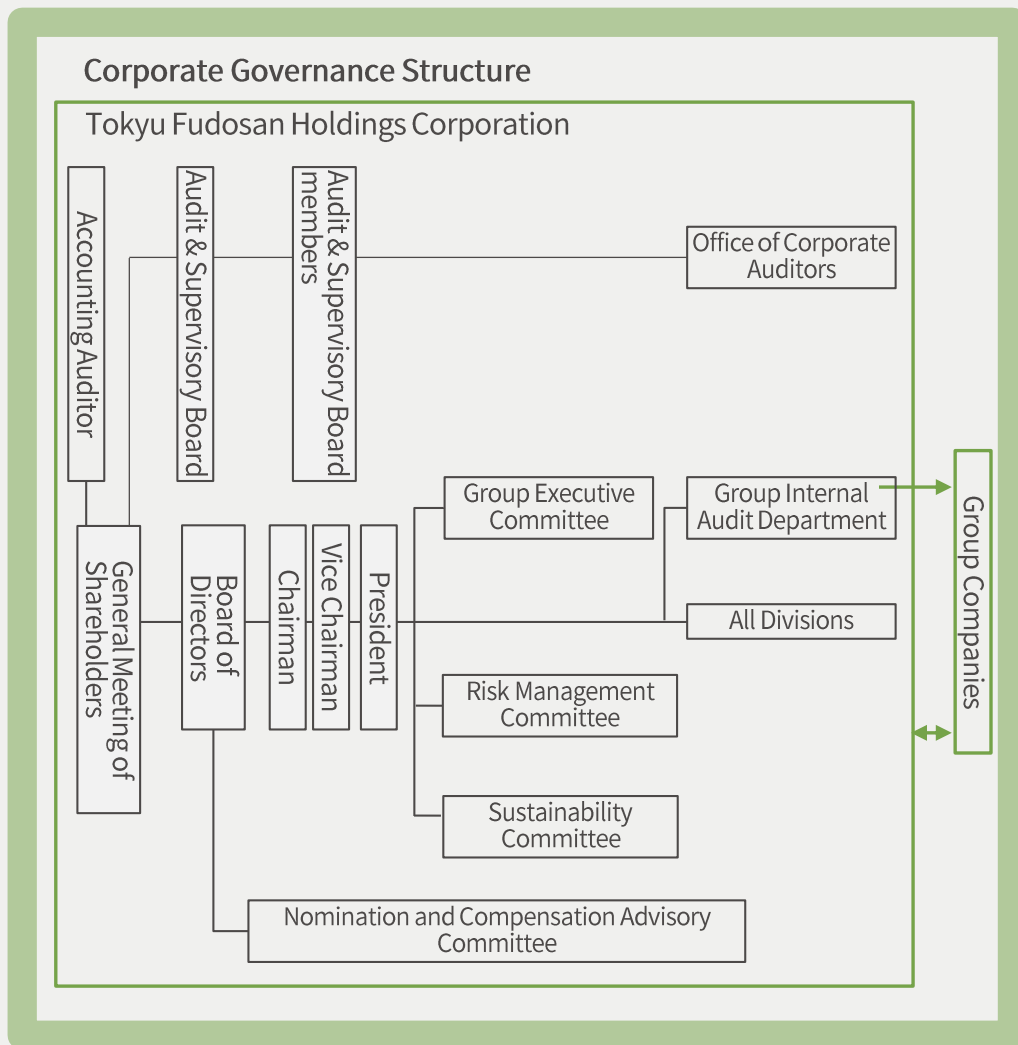 Corporate Governance Structure
Tokyu Fudosan Holdings Corporation
Accounting Auditor
Audit & Supervisory Board
Audit & Supervisory Board
members
Office of Corporate
Auditors
Group Executive
Committee
Group Internal
Audit Department
Group Companies
General Meeting of
Shareholders
Board of
Directors
Chairman
Vice Chairman
President
All Divisions
Risk Management
Committee
Sustainability
Committee
Nomination and Compensation Advisory
Committee